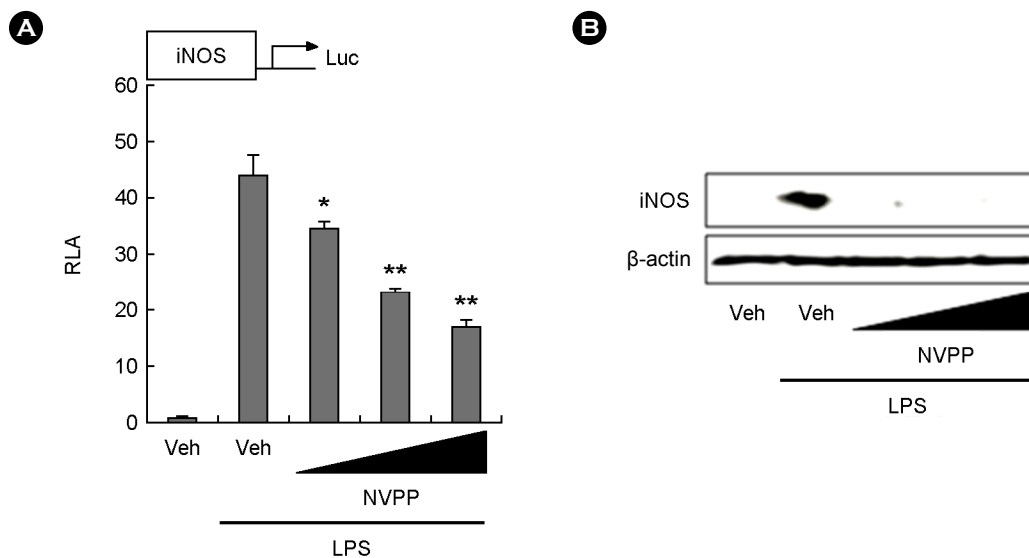 A
iNOS
Luc
60
50
40
30
20
10
0
RLA
*
**
**
Veh
Veh
NVPP
LPS
B
iNOS
β-actin
Veh
Veh
NVPP
LPS